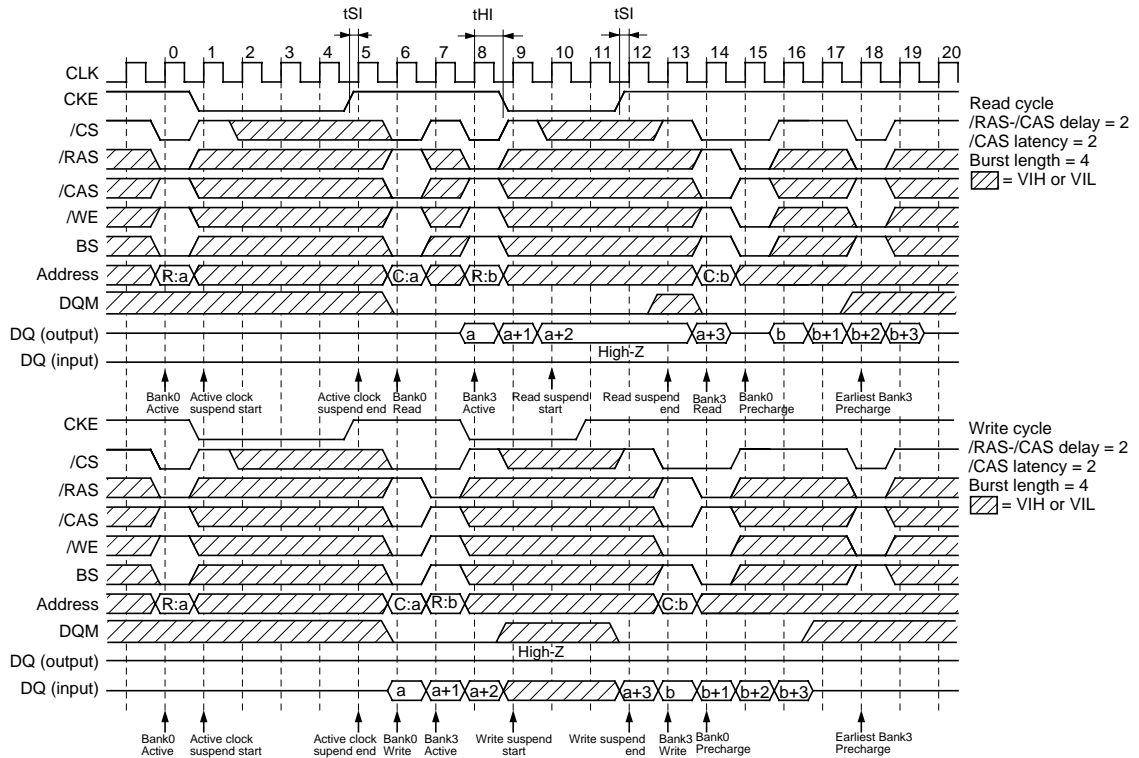 tSI tHI tSI
0 1 2 3 4 5 6 7 8 9 10 11 12 13 14 15 16 17 18 19 20
CLK
CKE
/CS
/RAS
/CAS
/WE
BS
Address R:a C:a R:b C:b
DQM
DQ (output) a a+1 a+2 a+3 b b+1 b+2 b+3
High-Z
DQ (input)
Bank0 Active clock Active clock Bank0 Bank3 Read suspend Read suspend Bank3 Bank0 Earliest Bank3
Active suspend start suspend end Read Active start end Read Precharge Precharge
Read cycle
/RAS-/CAS delay = 2
/CAS latency = 2
Burst length = 4
= VIH or VIL
CKE
/CS
/RAS
/CAS
/WE
BS
Address R:a C:a R:b C:b
DQM
High-Z
DQ (output)
DQ (input) a a+1 a+2 a+3 b b+1 b+2 b+3
Bank0 Active clock Active clock Bank0 Bank3 Write suspend Write suspend Bank3 Bank0 Earliest Bank3
Active suspend start supend end Write Active start end Write Precharge Precharge
Write cycle
/RAS-/CAS delay = 2
/CAS latency = 2
Burst length = 4
= VIH or VIL